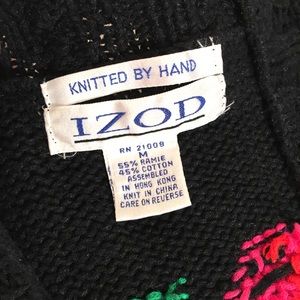 KNITTED BY HAND
IZOD
RN 21008
M
55% RAMIE
45% COTTON
ASSEMBLED
IN HONG KONG
KNIT IN CHINA
CARE ON REVERSE